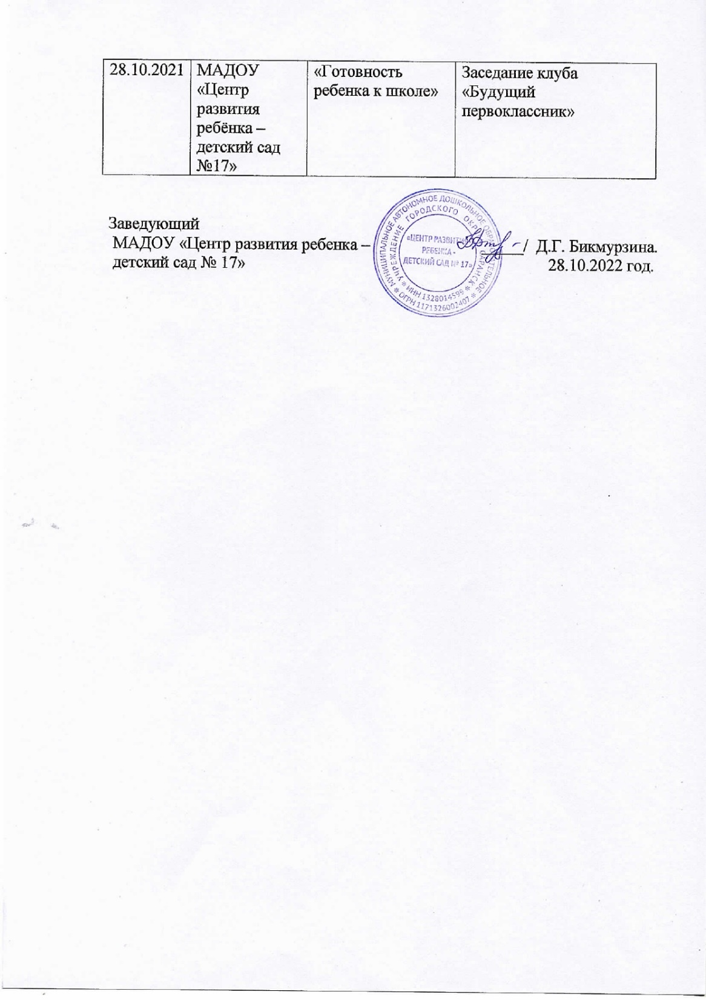 28.10.2021
МАДОУ
«Центр
развития
ребёнка –
детский сад
№17»
«Готовность
ребенка к школе»
Заседание клуба
«Будущий
первоклассник»
Заведующий
МАДОУ «Центр развития ребенка –
детский сад № 17»
/ Д.Г. Бикмурзина.
28.10.2022 год.
МУНИЦИПАЛЬНОЕ АВТОНОМНОЕ ДОШКОЛЬНОЕ ОБРАЗОВАТЕЛЬНОЕ
УЧРЕЖДЕНИЕ ГОРОДСКОГО ОКРУГА САРАНСК
«ЦЕНТР РАЗВИТИЯ
РЕБЕНКА -
ДЕТСКИЙ САД № 17»
* ИНН 1328014599 *
* ОГРН 1171326002407 *